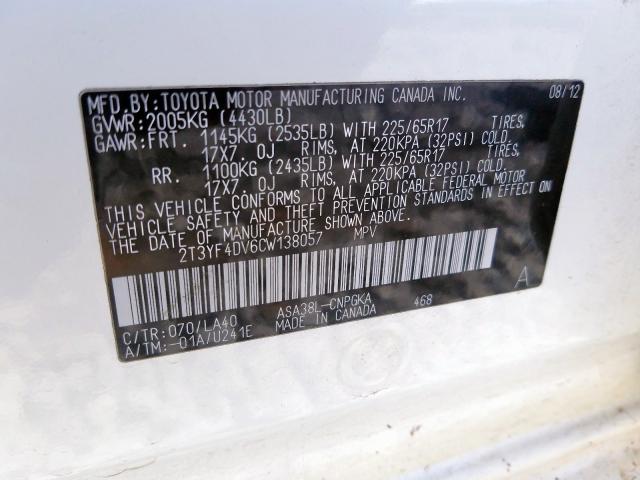 MFD. BY: TOYOTA MOTOR MANUFACTURING CANADA INC. 08/12
GVWR: 2005KG (4430LB)
GAWR: FRT. 1145KG (2535LB) WITH 225/65R17 TIRES,
17X7. 0J RIMS, AT 220KPA (32PSI) COLD.
RR. 1100KG (2435LB) WITH 225/65R17 TIRES,
17X7. 0J RIMS, AT 220KPA (32PSI) COLD.
THIS VEHICLE CONFORMS TO ALL APPLICABLE FEDERAL MOTOR
VEHICLE SAFETY AND THEFT PREVENTION STANDARDS IN EFFECT ON
THE DATE OF MANUFACTURE SHOWN ABOVE.
2T3YF4DV6CW138057 MPV
A
ASA38L-CNPGKA 468
C/TR: 070/LA40 MADE IN CANADA
A/TM: -01A/U241E